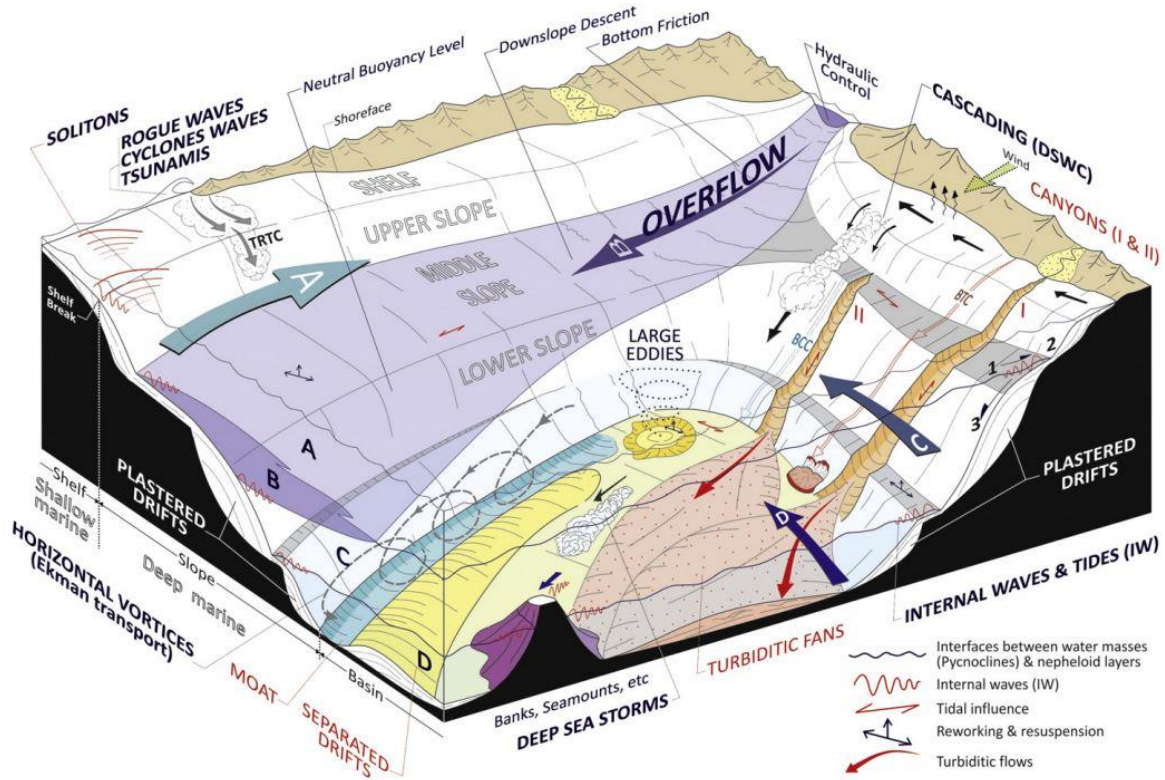 Neutral Buoyancy Level
Downslope Descent
Bottom Friction
Hydraulic
Control
CASCADING (DSWC)
Wind
CANYONS (I & II)
SOLITONS
ROGUE WAVES
CYCLONES WAVES
TSUNAMIS
Shoreface
SHELF
UPPER SLOPE
MIDDLE
SLOPE
LOWER SLOPE
OVERFLOW
B
TRTC
A
Shelf
Break
LARGE
EDDIES
II
BCC
BTC
I
2
1
3
C
D
PLASTERED
DRIFTS
A
B
C
D
PLASTERED
DRIFTS
Shelf
Shallow
marine
Slope
Deep marine
Basin
HORIZONTAL VORTICES
(Ekman transport)
MOAT
SEPARATED
DRIFTS
Banks, Seamounts, etc
DEEP SEA STORMS
TURBIDITIC FANS
INTERNAL WAVES & TIDES (IW)
Interfaces between water masses
(Pycnoclines) & nepheloid layers
Internal waves (IW)
Tidal influence
Reworking & resuspension
Turbiditic flows